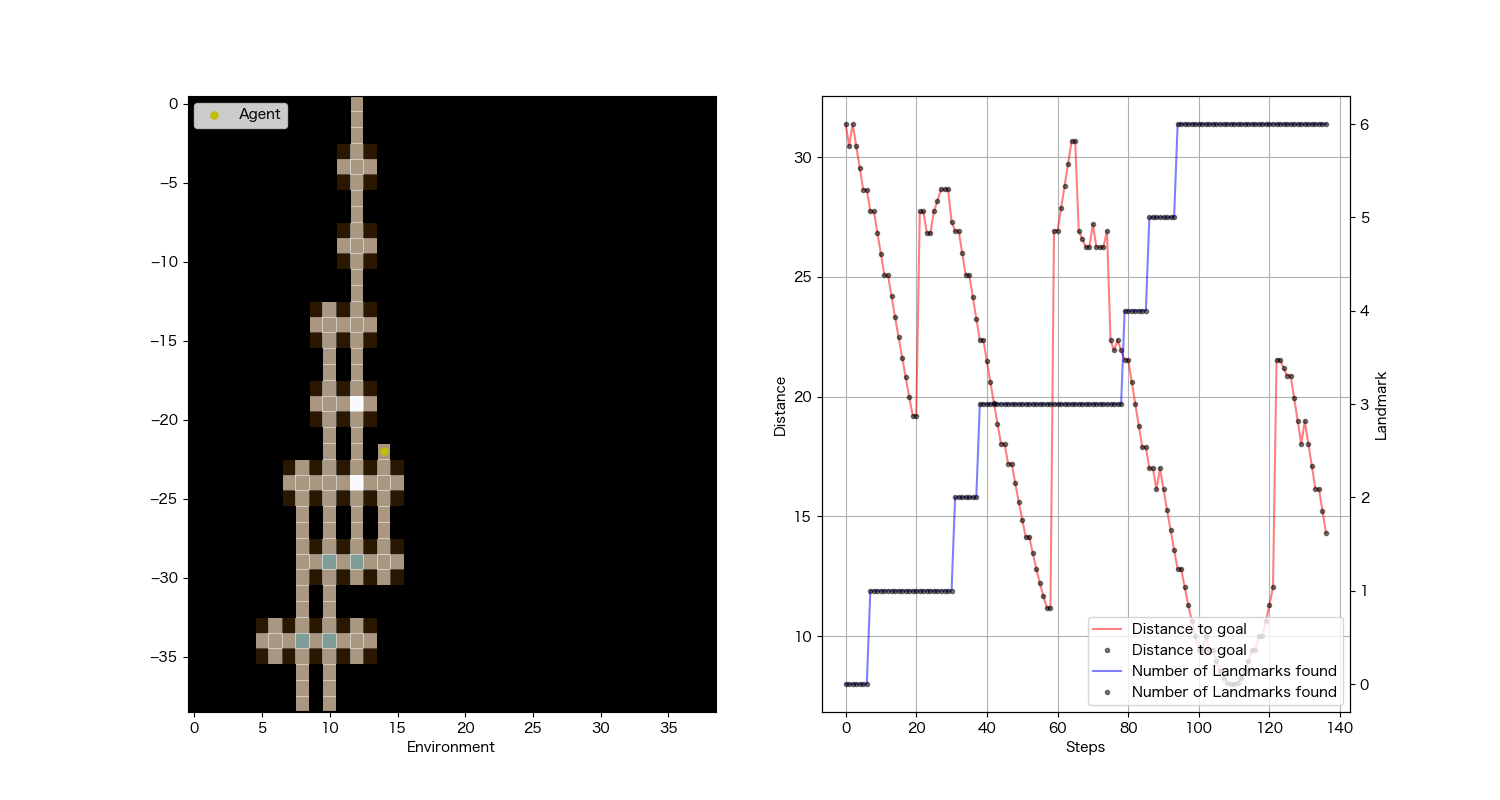 Agent
0
−5
−10
−15
−20
−25
−30
−35
0 5 10 15 20 25 30 35
Environment
30
25
20
15
10
Distance
6
5
4
3
2
1
0
Landmark
Distance to goal
Distance to goal
Number of Landmarks found
Number of Landmarks found
0 20 40 60 80 100 120 140
Steps